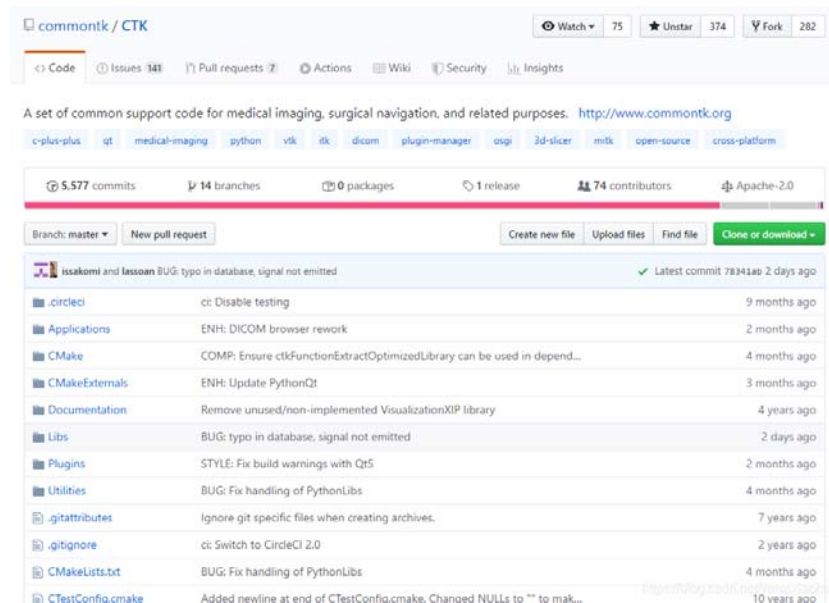 commontk / CTK
Watch 75 Unstar 374 Fork 282
Code Issues 141 Pull requests 7 Actions Wiki Security Insights
A set of common support code for medical imaging, surgical navigation, and related purposes. http://www.commontk.org
c-plus-plus qt medical-imaging python vtk itk dicom plugin-manager osgi 3d-slicer mitk open-source cross-platform
5,577 commits 14 branches 0 packages 1 release 74 contributors Apache-2.0
Branch: master New pull request Create new file Upload files Find file Clone or download
issakomi and lassoan BUG: typo in database, signal not emitted Latest commit 78341ab 2 days ago
.circleci ci: Disable testing 9 months ago
Applications ENH: DICOM browser rework 2 months ago
CMake COMP: Ensure ctkFunctionExtractOptimizedLibrary can be used in depend... 4 months ago
CMakeExternals ENH: Update PythonQt 3 months ago
Documentation Remove unused/non-implemented VisualizationXIP library 4 years ago
Libs BUG: typo in database, signal not emitted 2 days ago
Plugins STYLE: Fix build warnings with Qt5 2 months ago
Utilities BUG: Fix handling of PythonLibs 4 months ago
.gitattributes Ignore git specific files when creating archives. 7 years ago
.gitignore ci: Switch to CircleCI 2.0 2 years ago
CMakeLists.txt BUG: Fix handling of PythonLibs 4 months ago
CTestConfig.cmake Added newline at end of CTestConfig.cmake. Changed NULLs to "" to mak... 10 years ago